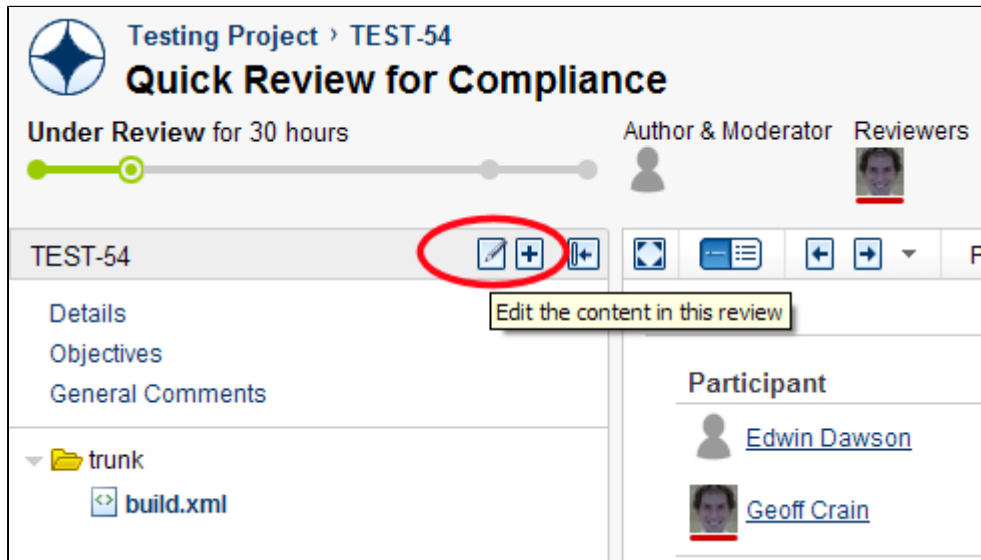 Testing Project › TEST-54
Quick Review for Compliance
Under Review for 30 hours
Author & Moderator Reviewers
TEST-54
Edit the content in this review
Details
Objectives
General Comments
Participant
Edwin Dawson
trunk
build.xml
Geoff Crain